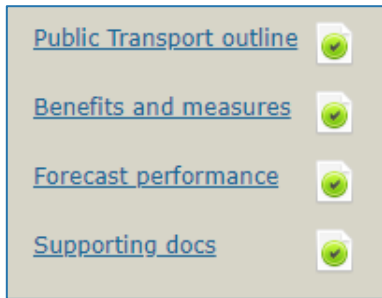 Public Transport outline
Benefits and measures
Forecast performance
Supporting docs